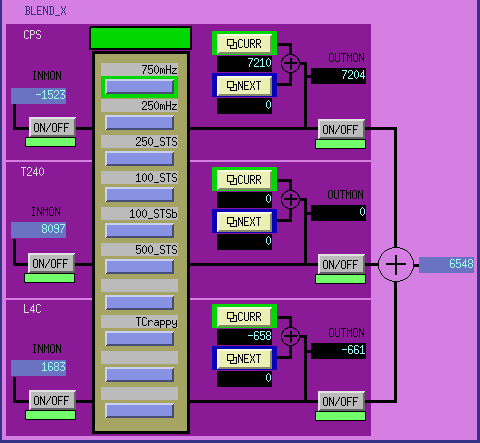 BLEND_X
CPS
INMON
-1523
ON/OFF
750mHz
250mHz
250_STS
100_STS
100_STSb
500_STS
TCrappy
CURR
7210
NEXT
0
OUTMON
7204
ON/OFF
T240
INMON
8097
ON/OFF
CURR
0
NEXT
0
OUTMON
0
ON/OFF
6548
L4C
INMON
1683
ON/OFF
CURR
-658
NEXT
0
OUTMON
-661
ON/OFF